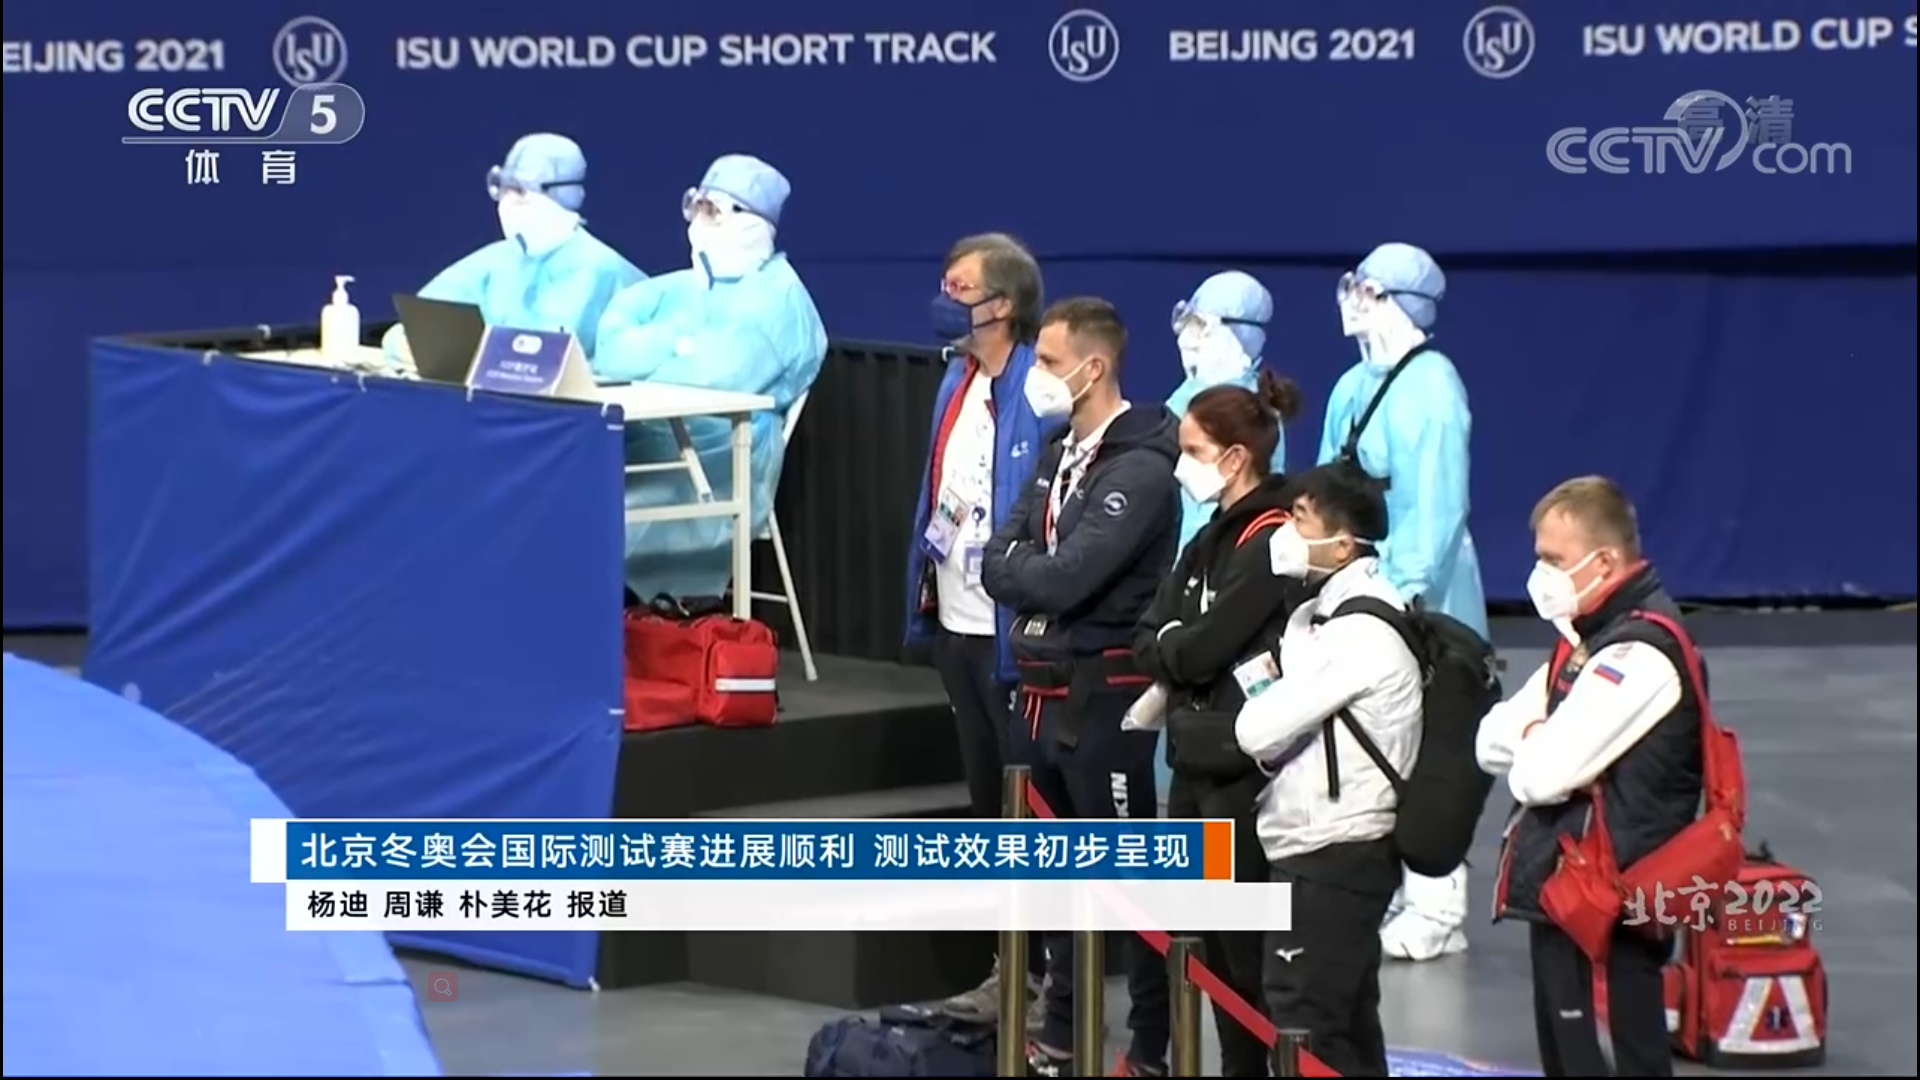 EIJING 2021 ISU ISU WORLD CUP SHORT TRACK ISU BEIJING 2021 ISU ISU WORLD CUP S
CCTV 5
体育
高清
CCTV.com
KIN
北京冬奥会国际测试赛进展顺利 测试效果初步呈现
杨迪 周谦 朴美花 报道
北京2022
BEIJING